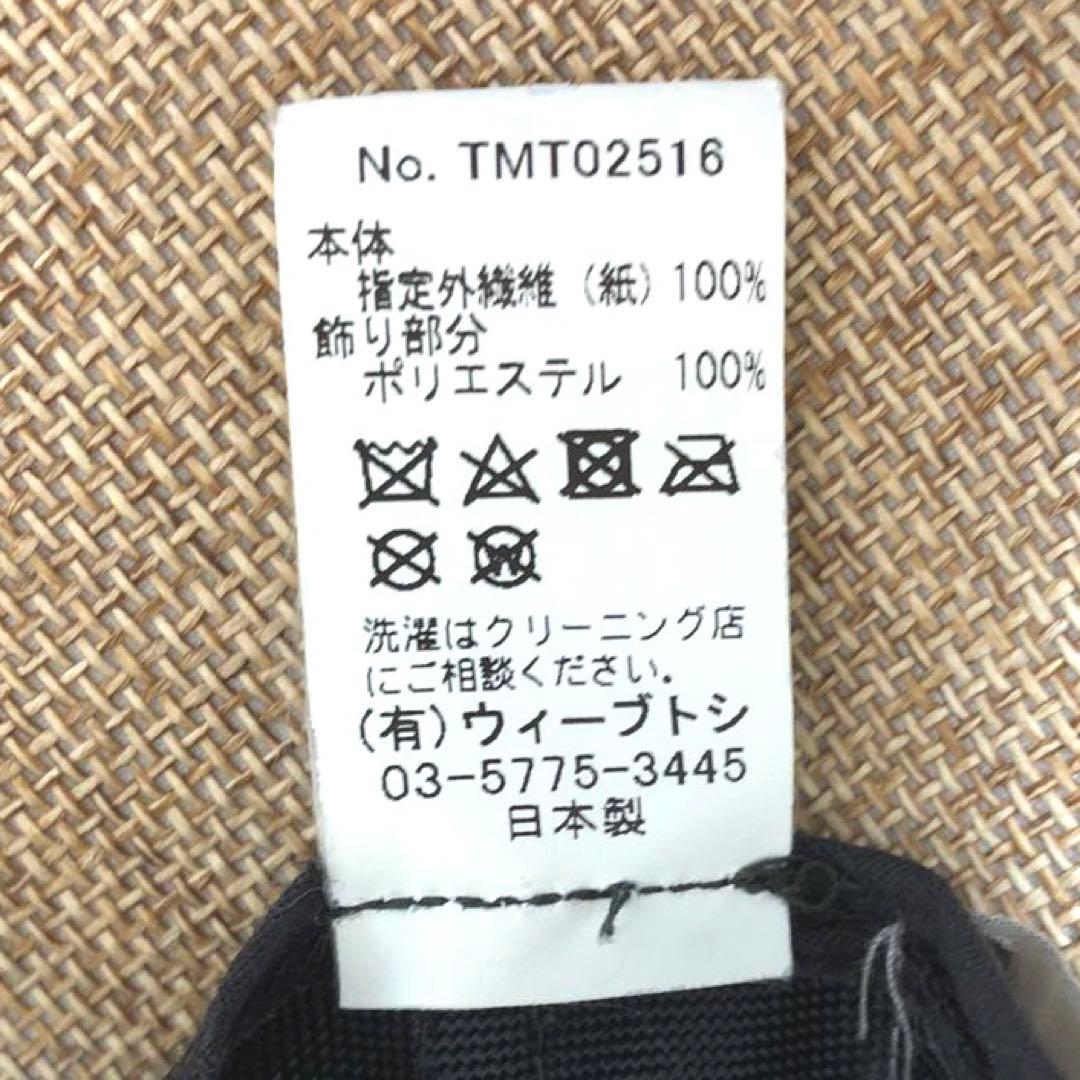 No. TMT02516
本体
指定外繊維（紙）100%
飾り部分
ポリエステル 100%
W
洗濯はクリーニング店
にご相談ください。
(有)ウィーブトシ
03-5775-3445
日本製